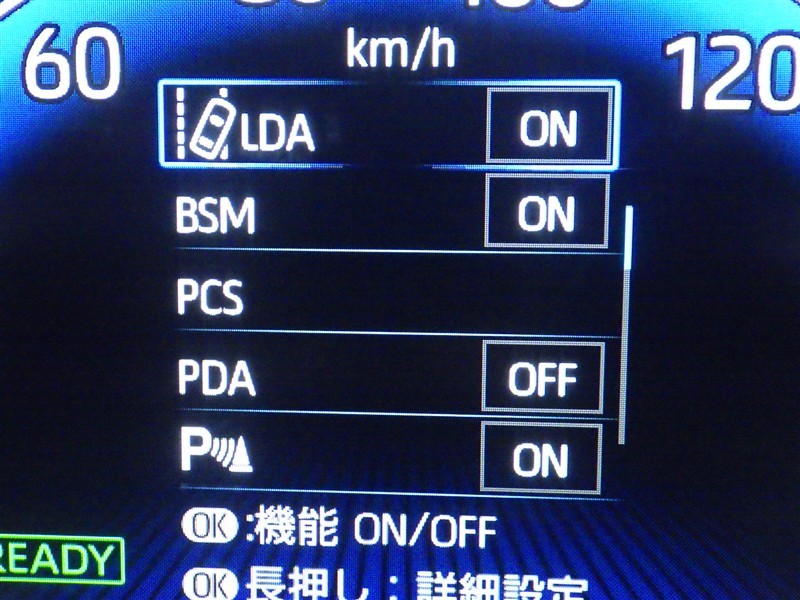 60 km/h 120
LDA ON
BSM ON
PCS
PDA OFF
P ON
OK :機能 ON/OFF
READY
OK 長押し:詳細設定